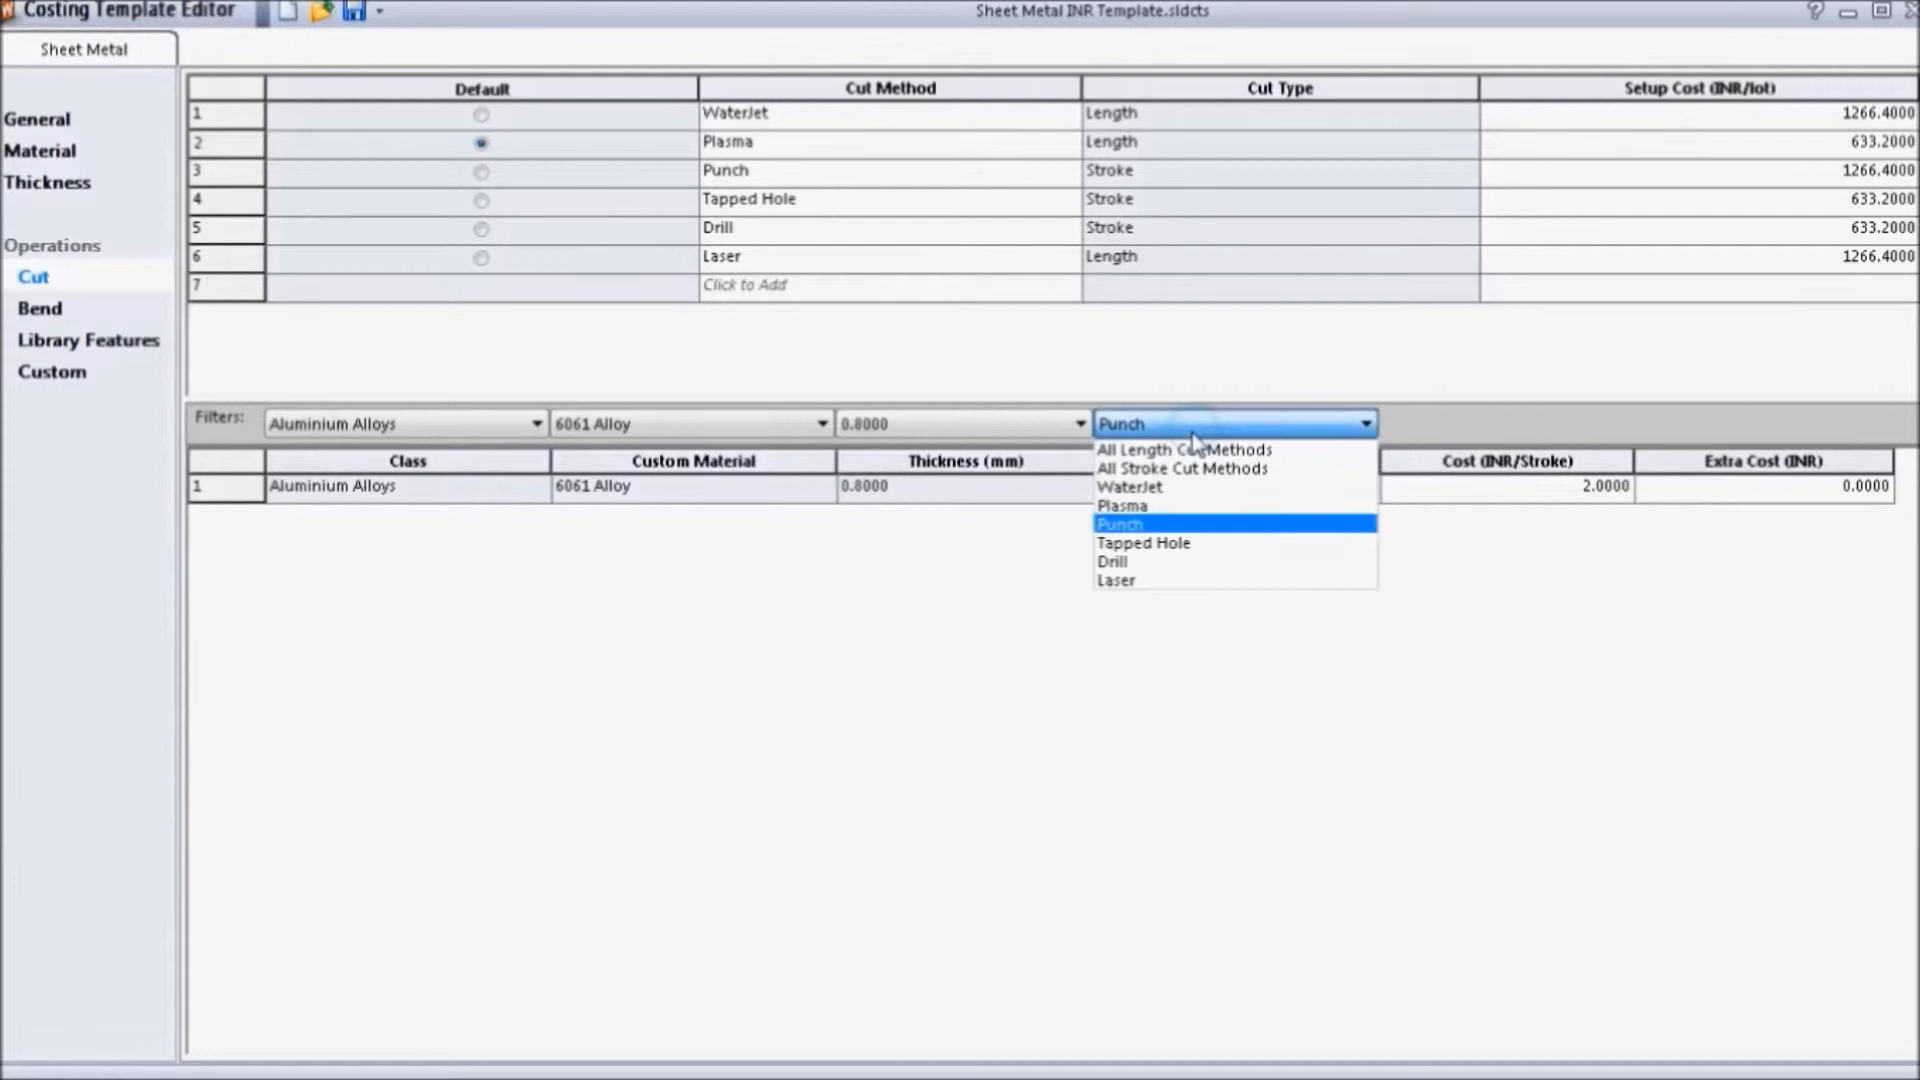 Costing Template Editor Sheet Metal INR Template.sldcts
Sheet Metal
General
Material
Thickness
Operations
Cut
Bend
Library Features
Custom
Default Cut Method Cut Type Setup Cost (INR/lot)
1 WaterJet Length 1266.4000
2 Plasma Length 633.2000
3 Punch Stroke 1266.4000
4 Tapped Hole Stroke 633.2000
5 Drill Stroke 633.2000
6 Laser Length 1266.4000
7 Click to Add
Filters: Aluminium Alloys 6061 Alloy 0.8000 Punch
Class Custom Material Thickness (mm) Cost (INR/Stroke) Extra Cost (INR)
1 Aluminium Alloys 6061 Alloy 0.8000 2.0000 0.0000
All Length Cut Methods
All Stroke Cut Methods
WaterJet
Plasma
Punch
Tapped Hole
Drill
Laser